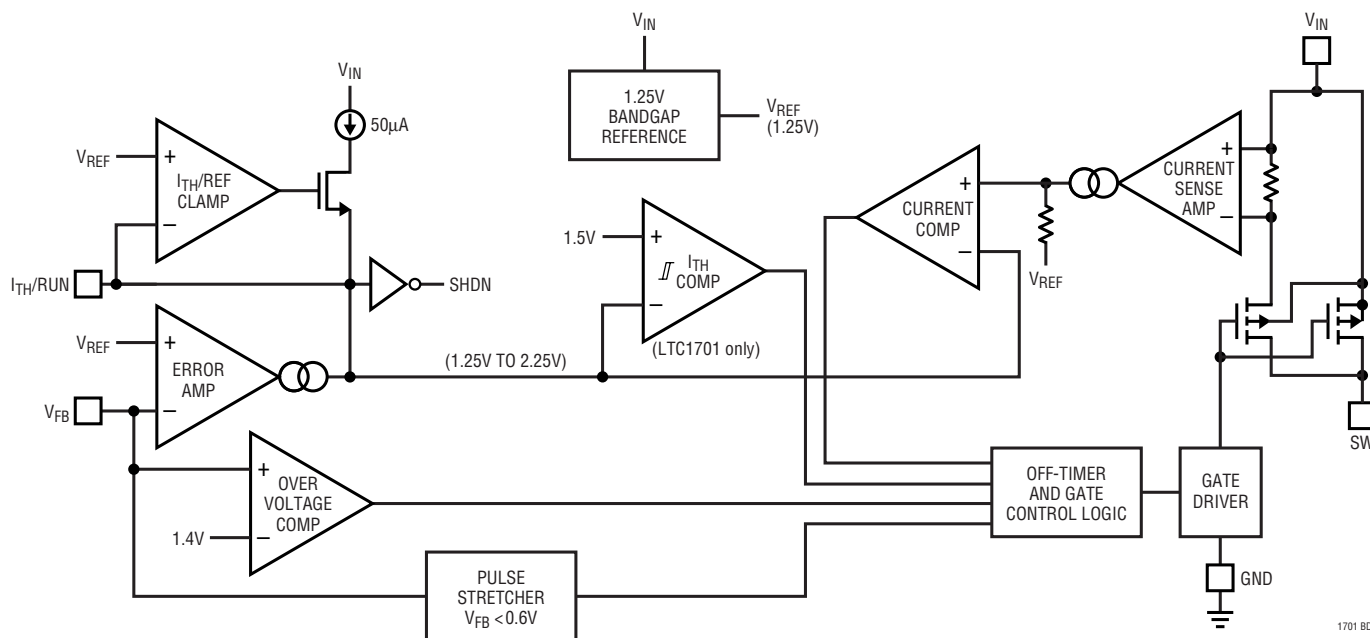 VIN
50µA
VREF
+
ITH/REF
CLAMP
−
ITH/RUN
SHDN
VREF
+
ERROR
AMP
−
VFB
(1.25V TO 2.25V)
+
OVER
VOLTAGE
COMP
1.4V
−
PULSE
STRETCHER
VFB <0.6V
VIN
1.25V
BANDGAP
REFERENCE
VREF
(1.25V)
1.5V
+
ITH
COMP
−
(LTC1701 only)
+
CURRENT
COMP
−
VREF
VIN
+
CURRENT
SENSE
AMP
−
SW
OFF-TIMER
AND GATE
CONTROL LOGIC
GATE
DRIVER
GND
1701 BD